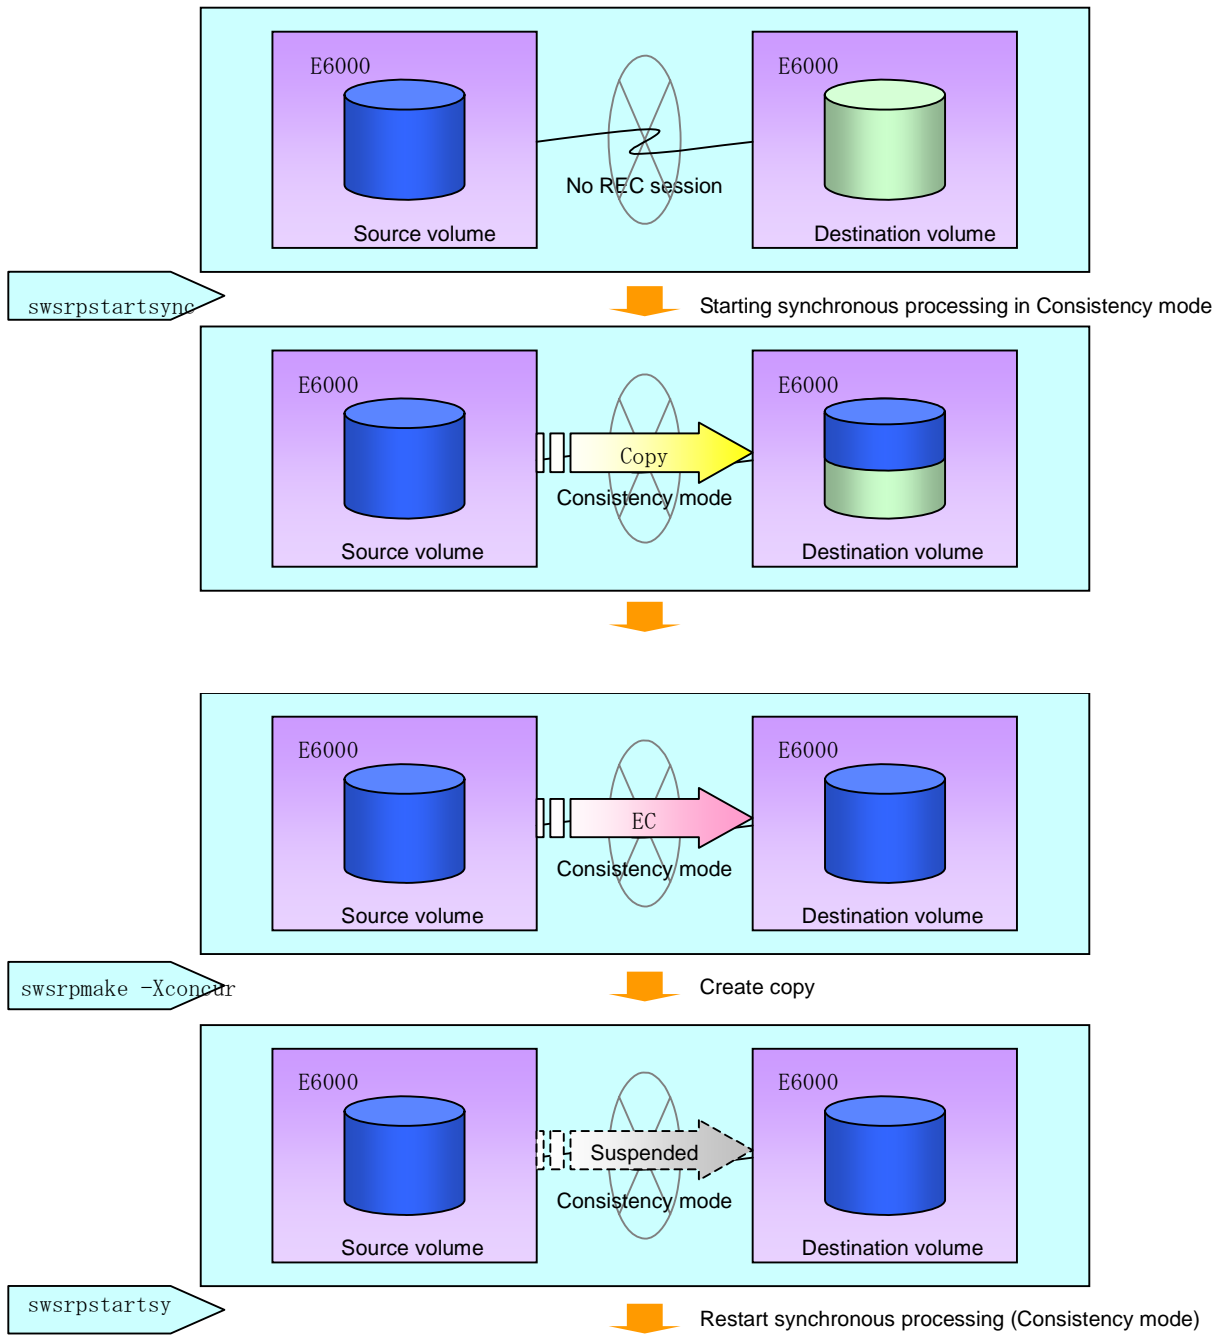 E6000
E6000
No REC session
Source volume
Destination volume
swsrpstartsync
Starting synchronous processing in Consistency mode
E6000
E6000
Copy
Consistency mode
Source volume
Destination volume
E6000
E6000
EC
Consistency mode
Source volume
Destination volume
swsrpmake -Xconcur
Create copy
E6000
E6000
Suspended
Consistency mode
Source volume
Destination volume
swsrpstartsy
Restart synchronous processing (Consistency mode)